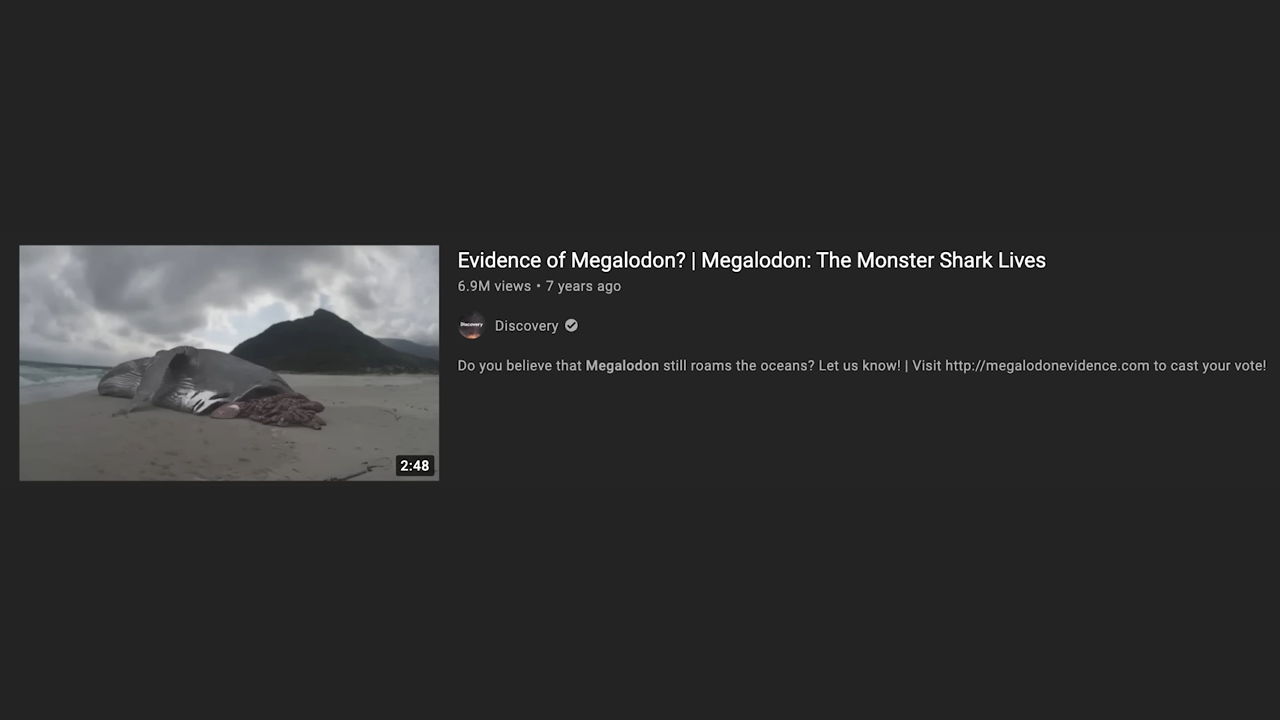 Evidence of Megalodon? | Megalodon: The Monster Shark Lives
6.9M views • 7 years ago
Discovery
Discovery
Do you believe that Megalodon still roams the oceans? Let us know! | Visit http://megalodonevidence.com to cast your vote!
2:48